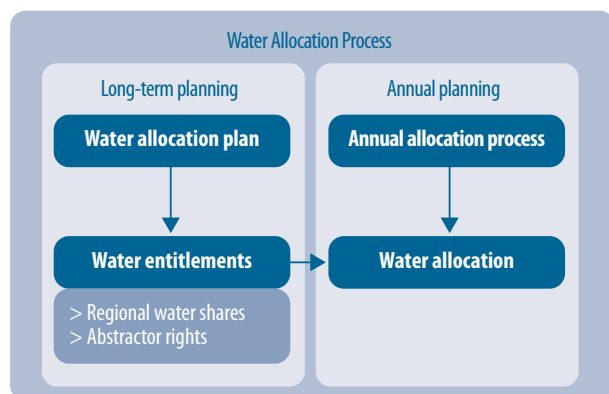 Water Allocation Process
Long-term planning
Water allocation plan
Water entitlements
> Regional water shares
> Abstractor rights
Annual planning
Annual allocation process
Water allocation